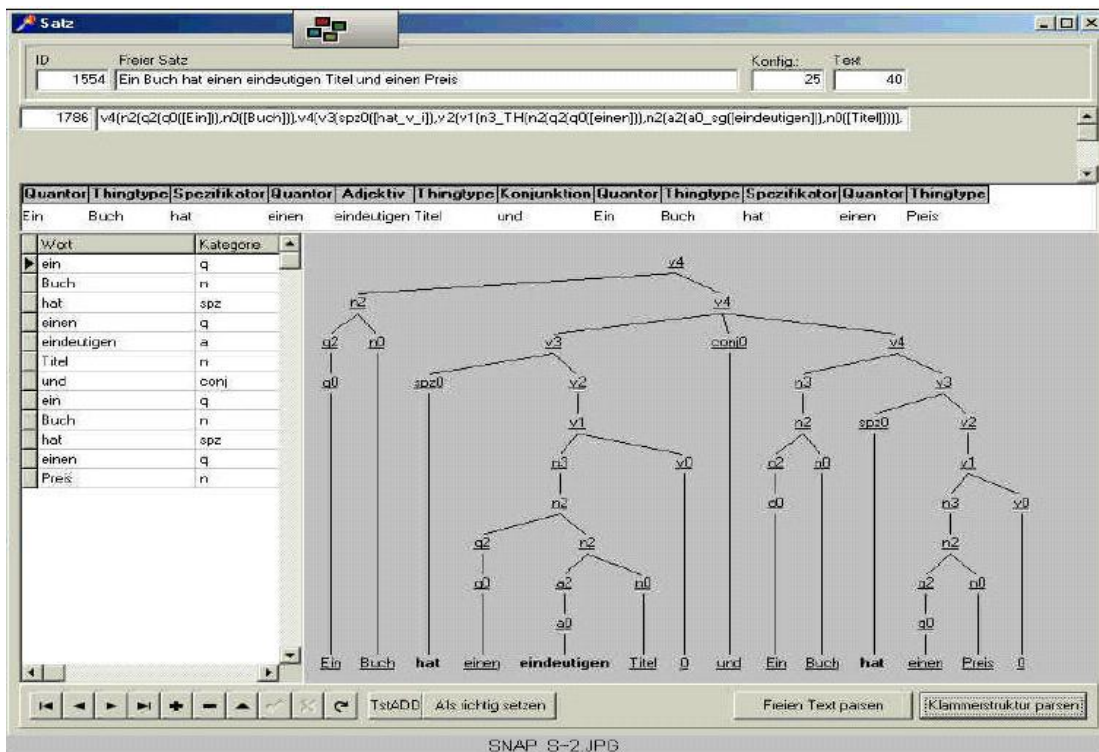 Satz
ID Freier Satz Konfig.: Text
1554 Ein Buch hat einen eindeutigen Titel und einen Preis 25 40
1786 v4(n2(q2(q0([Ein])),n0([Buch])),v4(v3(spz0([hat_v_i]),v2(v1(n3_TH(n2(q2(q0([einen])),n2(a2(a0_sg([eindeutigen])),n0([Titel])))),
Quantor Thingtype Spezifikator Quantor Adjektiv Thingtype Konjunktion Quantor Thingtype Spezifikator Quantor Thingtype
Ein Buch hat einen eindeutigen Titel und Ein Buch hat einen Preis
Wort Kategorie
ein q
Buch n
hat spz
einen q
eindeutigen a
Titel n
und conj
ein q
Buch n
hat spz
einen q
Preis n
v4
n2 v4
q2 n0 v3 conj0 v4
q0 spz0 v2 n3 v3
v1 n2 spz0 v2
n3 v0 q2 n0 v1
n2 q0 n3 v0
q2 n2 n2
q0 a2 n0 q2 n0
a0 q0
Ein Buch hat einen eindeutigen Titel 0 und Ein Buch hat einen Preis 0
TstADD Als richtig setzen Freien Text parsen Klammerstruktur parsen
SNAP_S-2.JPG